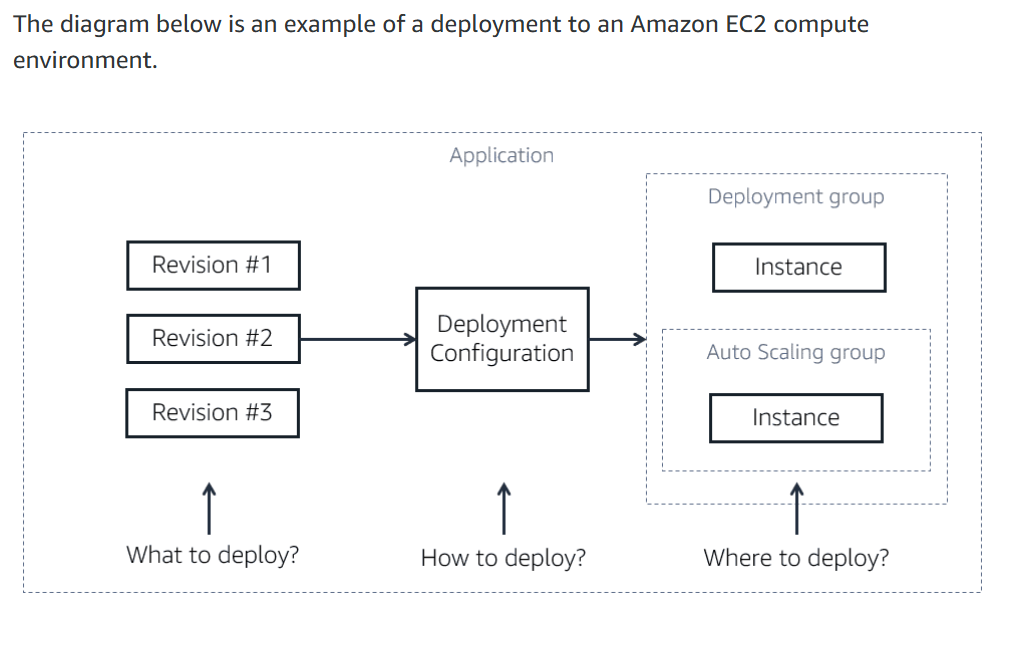 The diagram below is an example of a deployment to an Amazon EC2 compute
environment.
Application
Revision #1
Revision #2
Revision #3
What to deploy?
Deployment
Configuration
How to deploy?
Deployment group
Instance
Auto Scaling group
Instance
Where to deploy?